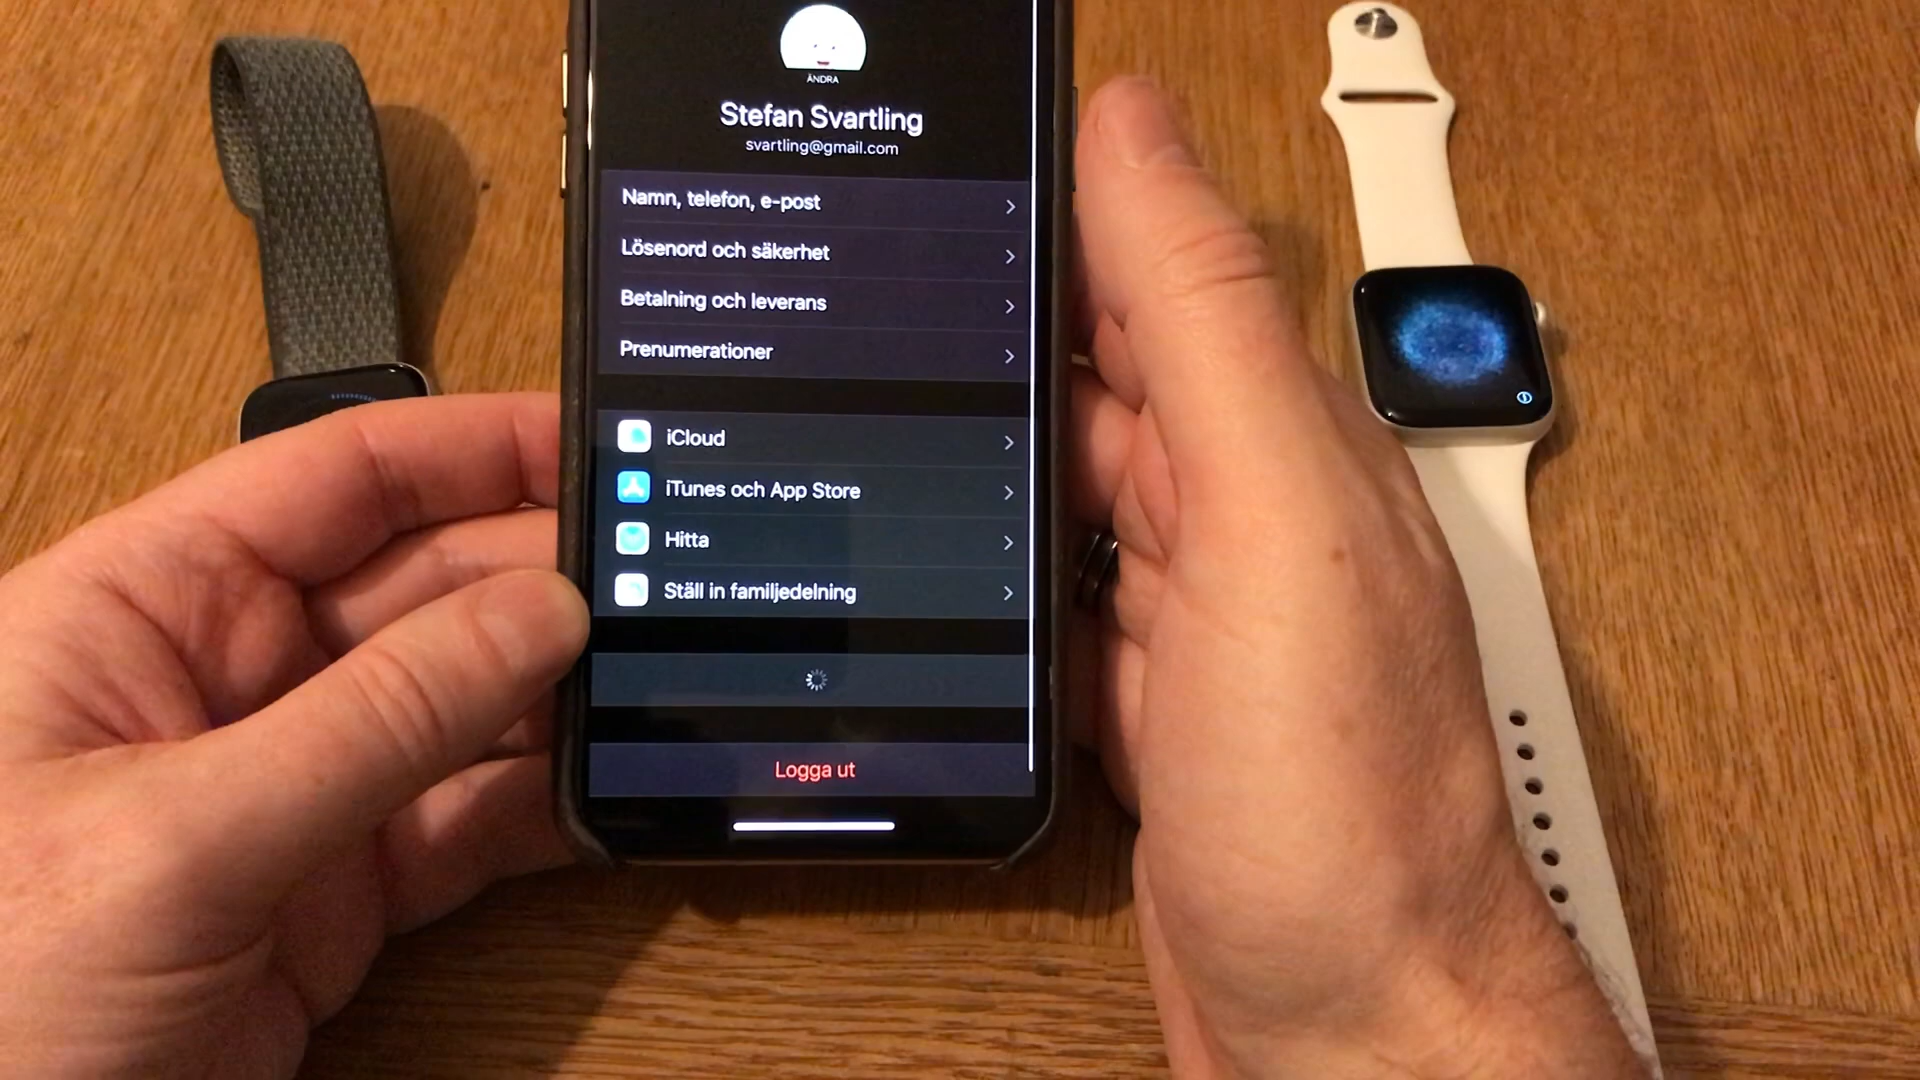 ÄNDRA
Stefan Svartling
svartling@gmail.com
Namn, telefon, e-post
Lösenord och säkerhet
Betalning och leverans
Prenumerationer
iCloud
iTunes och App Store
Hitta
Ställ in familjedelning
Logga ut